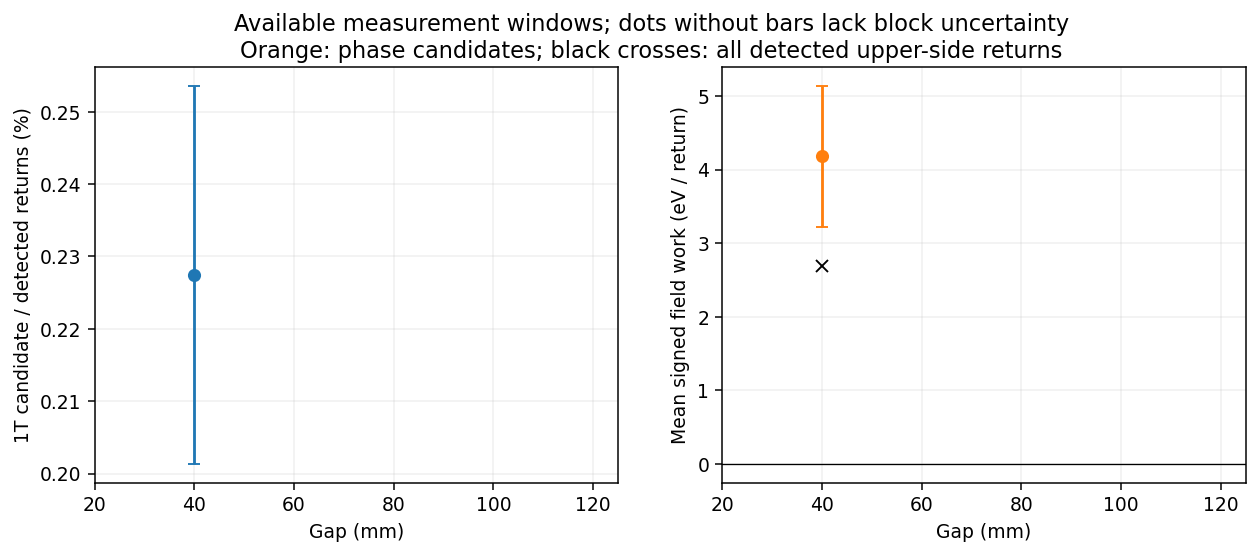 Available measurement windows; dots without bars lack block uncertainty
Orange: phase candidates; black crosses: all detected upper-side returns
1T candidate / detected returns (%)
0.25
0.24
0.23
0.22
0.21
0.20
20 40 60 80 100 120
Gap (mm)
Mean signed field work (eV / return)
5
4
3
2
1
0
20 40 60 80 100 120
Gap (mm)